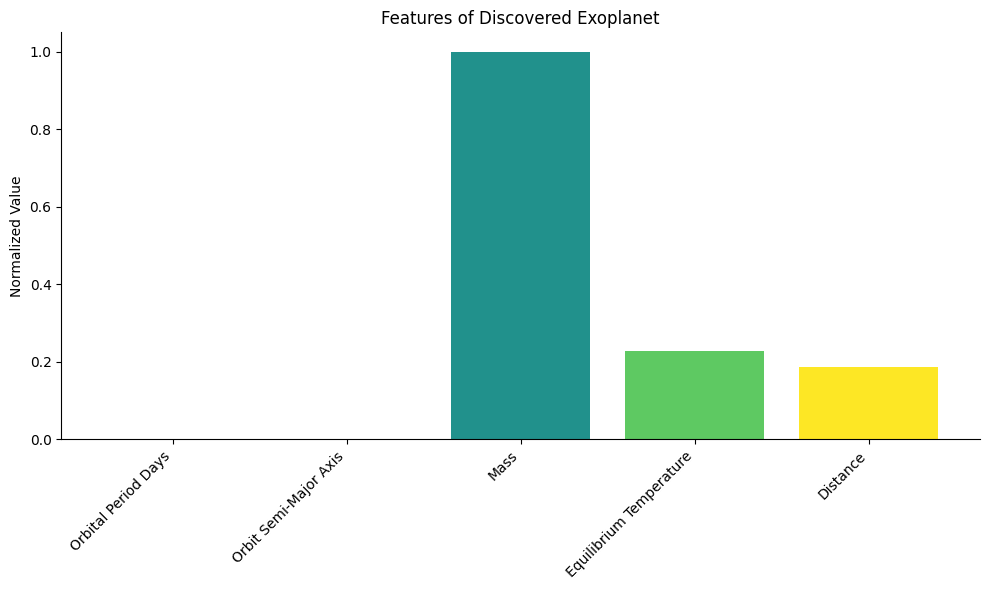 Features of Discovered Exoplanet
Normalized Value
1.0
0.8
0.6
0.4
0.2
0.0
Orbital Period Days
Orbit Semi-Major Axis
Mass
Equilibrium Temperature
Distance